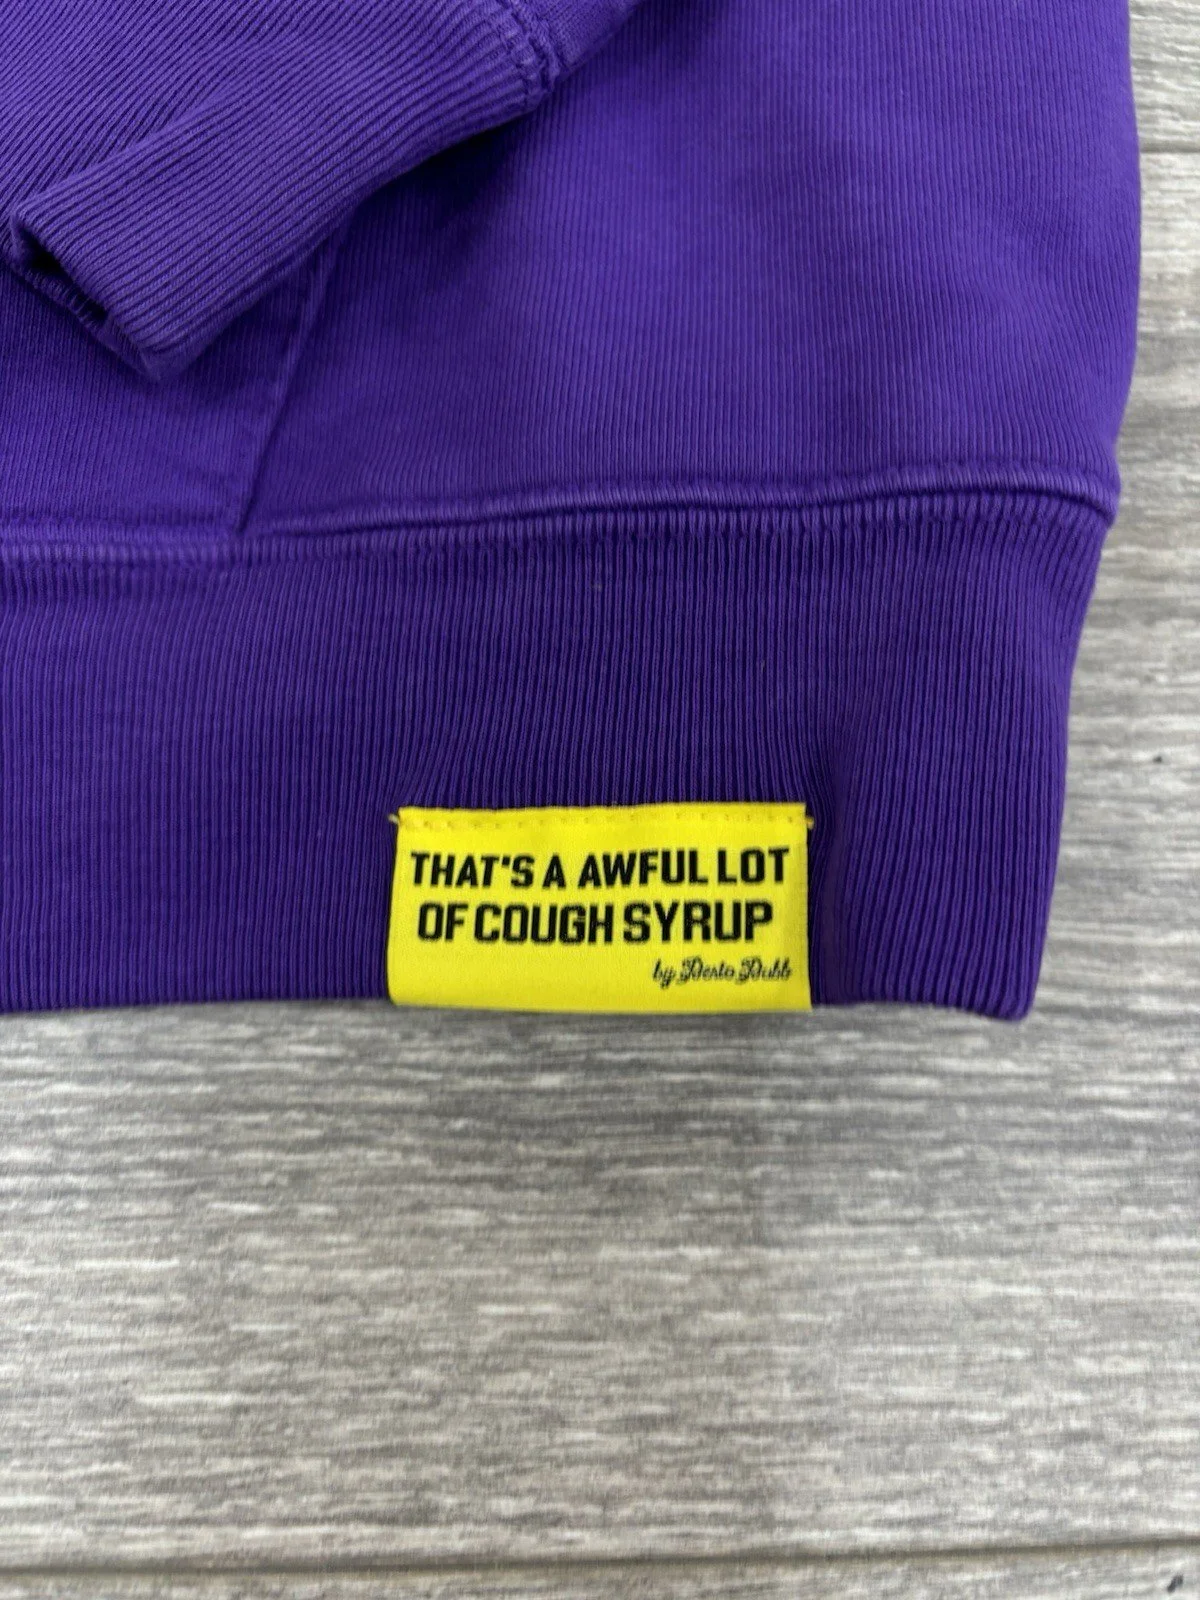 THAT'S A AWFUL LOT
OF COUGH SYRUP
by Desto Dubb